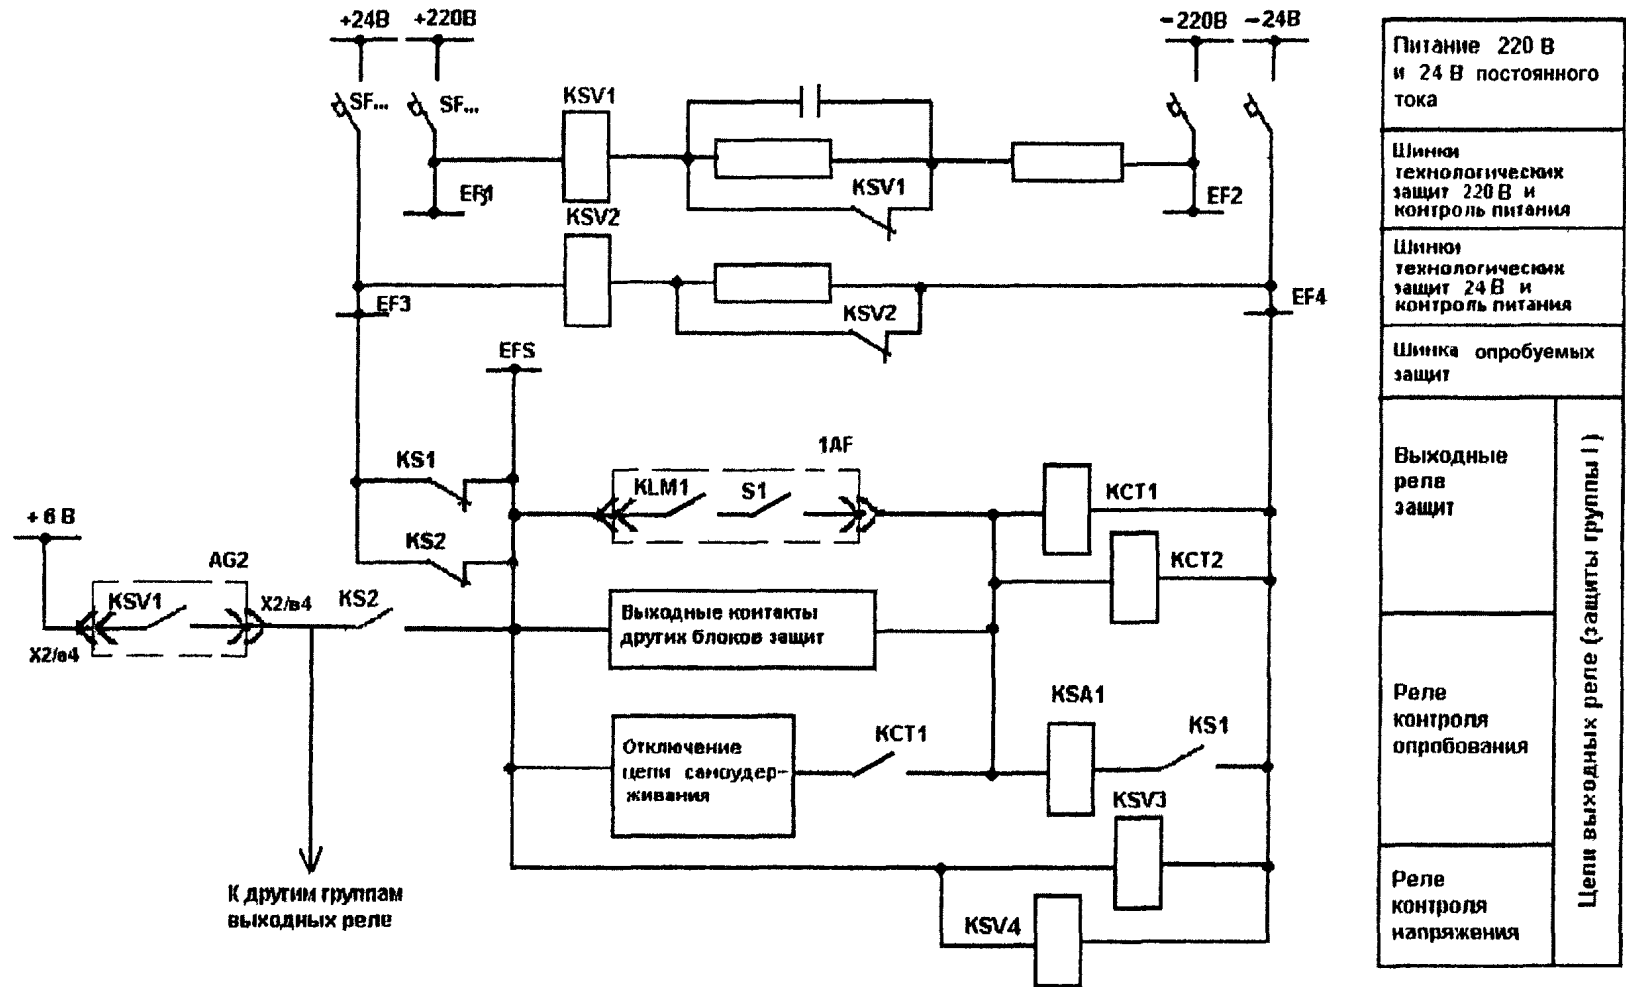 +24В
+220В
−220В
−24В
SF...
SF...
KSV1
KSV1
EF1
EF2
KSV2
KSV2
EF3
EF4
EFS
KS1
1AF
KLM1
S1
КСТ1
KS2
КСТ2
+ 6 В
AG2
KSV1
X2/в4
X2/а4
KS2
Выходные контакты
других блоков защит
KSA1
KS1
КСТ1
Отключение
цепи самоудер-
живания
KSV3
KSV4
К другим группам
выходных реле
Питание 220 В
и 24 В постоянного
тока
Шинки
технологических
защит 220 В и
контроль питания
Шинки
технологических
защит 24 В и
контроль питания
Шинка опробуемых
защит
Выходные
реле
защит
Реле
контроля
опробования
Реле
контроля
напряжения
Цепи выходных реле (защиты группы I)